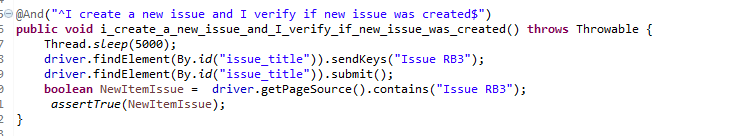 @And("^I create a new issue and I verify if new issue was created$")
public void i_create_a_new_issue_and_I_verify_if_new_issue_was_created() throws Throwable {
Thread.sleep(5000);
driver.findElement(By.id("issue_title")).sendKeys("Issue RB3");
driver.findElement(By.id("issue_title")).submit();
boolean NewItemIssue =  driver.getPageSource().contains("Issue RB3");
assertTrue(NewItemIssue);
}